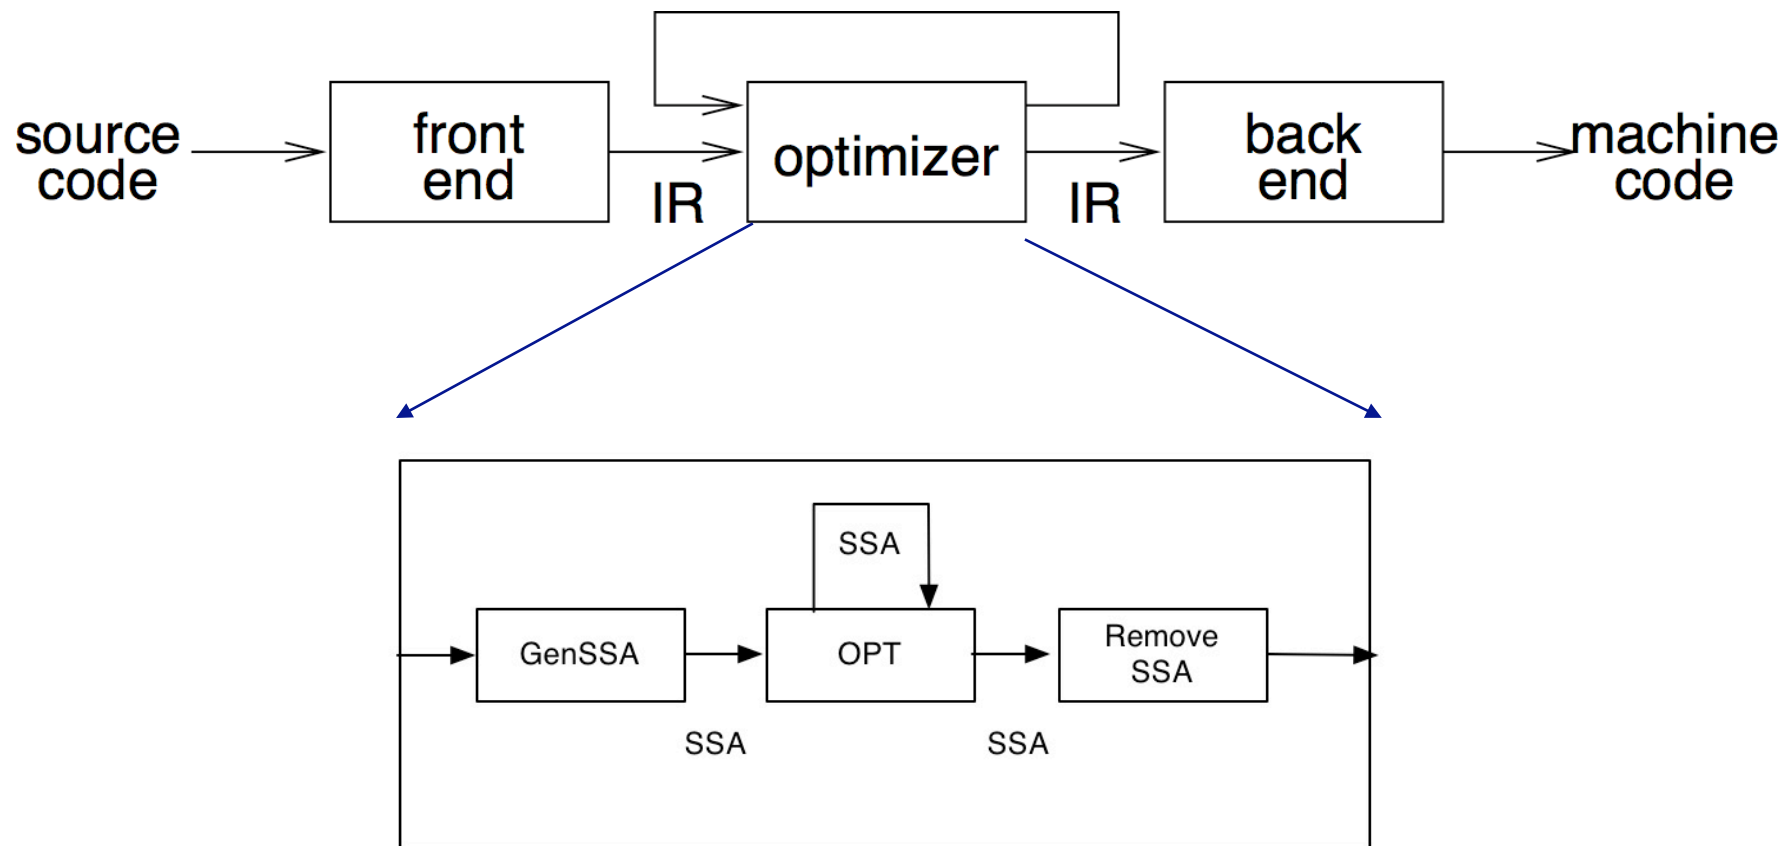 source
code
front
end
IR
optimizer
IR
back
end
machine
code
SSA
GenSSA
OPT
Remove
SSA
SSA
SSA